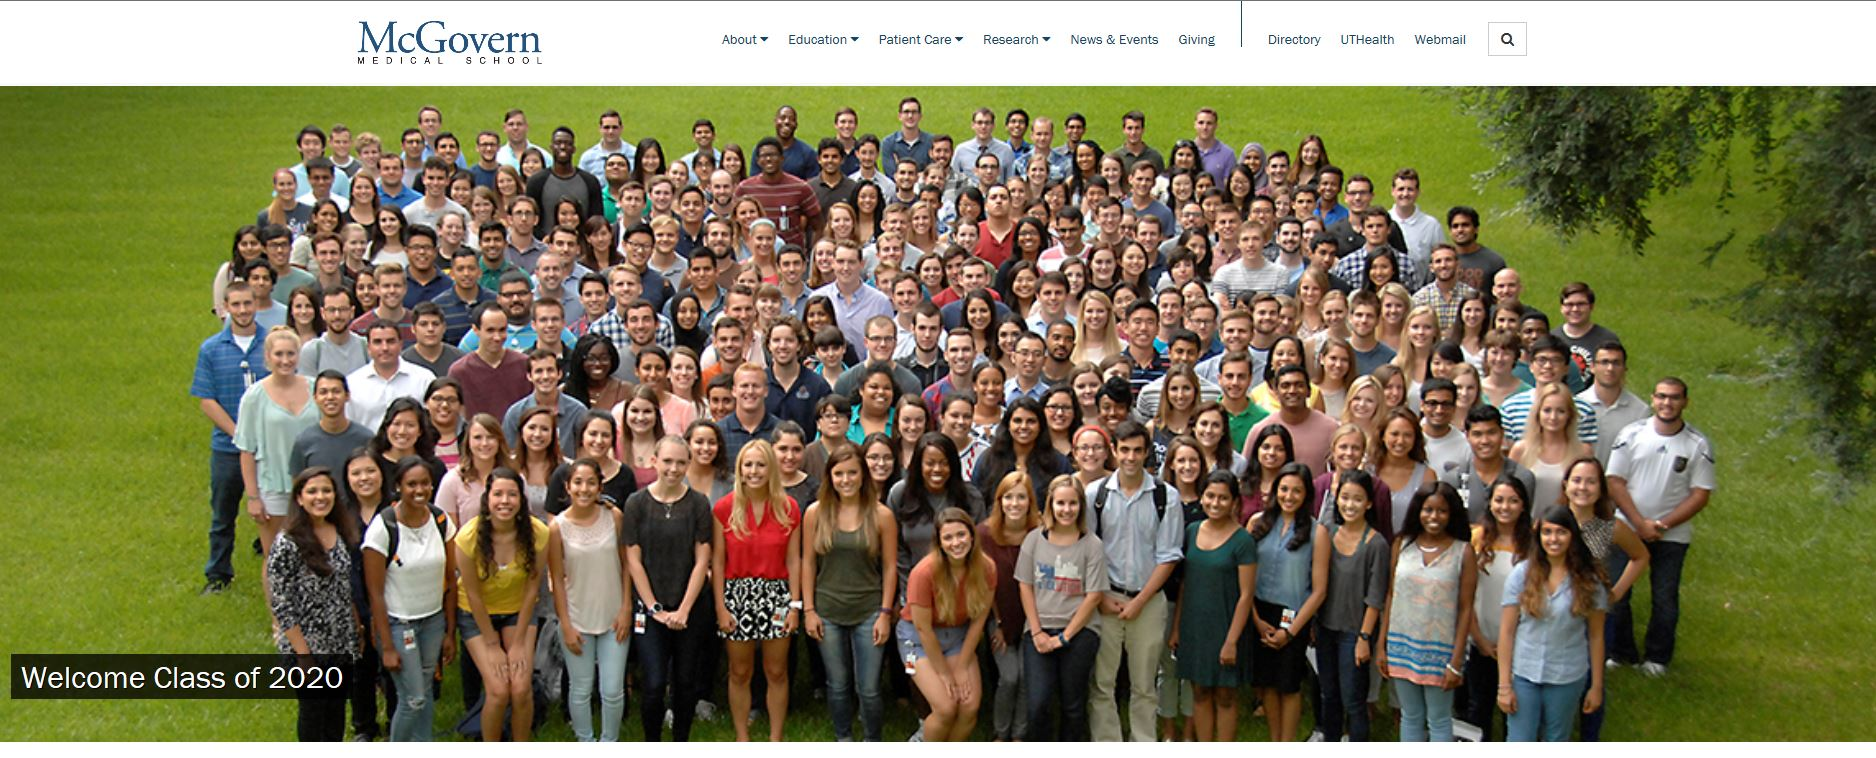 McGovern
MEDICAL SCHOOL
About
Education
Patient Care
Research
News & Events
Giving
Directory
UTHealth
Webmail
Welcome Class of 2020